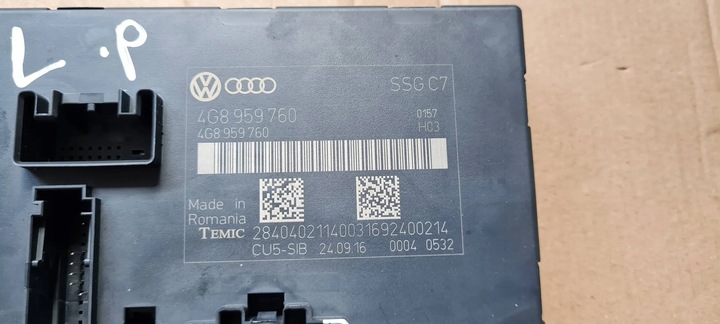 L .P
SSG C7
4G8 959 760 0157
4G8 959 760 H03
Made in
Romania
TEMIC 28404021140031692400214
CU5-SIB 24.09.16 0004 0532